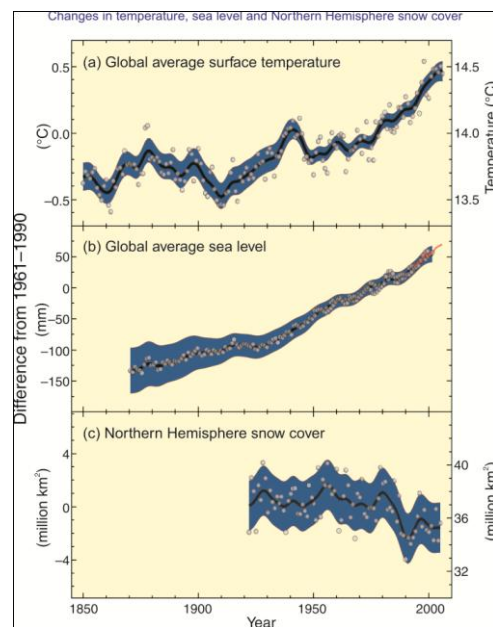 Changes in temperature, sea level and Northern Hemisphere snow cover
(a) Global average surface temperature
0.5
0.0
−0.5
(°C)
14.5
14.0
13.5
Temperature (°C)
(b) Global average sea level
50
0
−50
−100
−150
(mm)
Difference from 1961–1990
(c) Northern Hemisphere snow cover
4
0
−4
(million km²)
40
36
32
(million km²)
1850 1900 1950 2000
Year